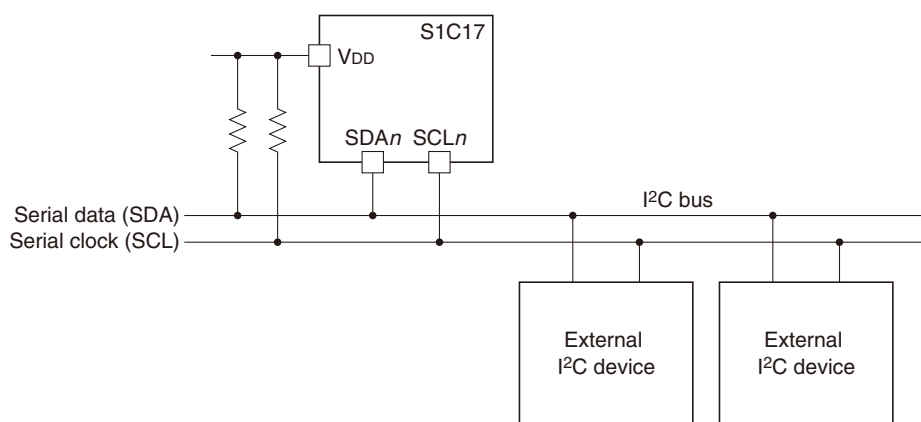 S1C17
VDD
SDAn SCLn
I²C bus
Serial data (SDA)
Serial clock (SCL)
External
I²C device
External
I²C device